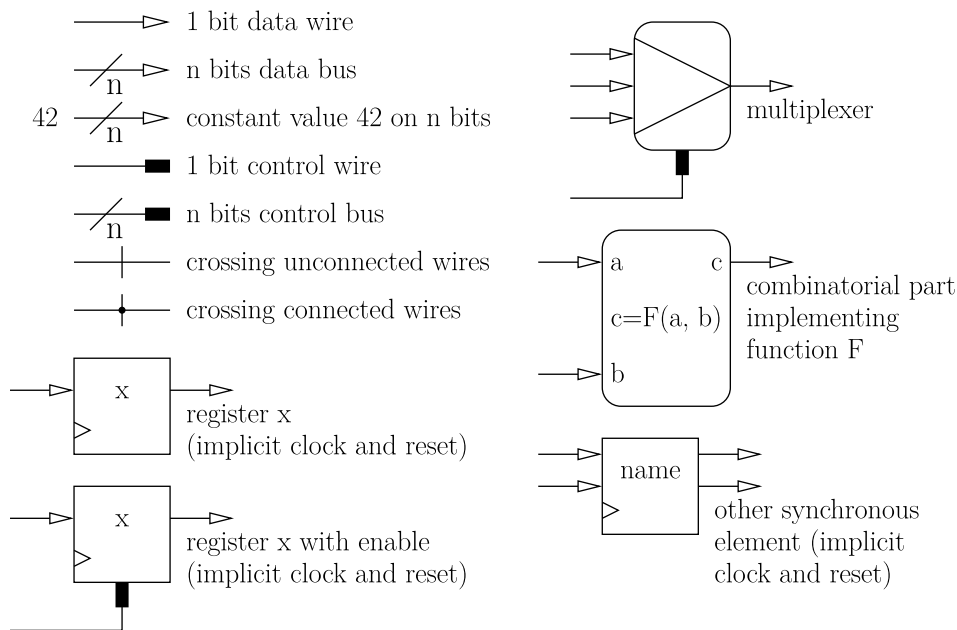 1 bit data wire
n
n bits data bus
42
n
constant value 42 on n bits
1 bit control wire
n
n bits control bus
crossing unconnected wires
crossing connected wires
x
register x
(implicit clock and reset)
x
register x with enable
(implicit clock and reset)
multiplexer
a
c
c=F(a, b)
b
combinatorial part
implementing
function F
name
other synchronous
element (implicit
clock and reset)